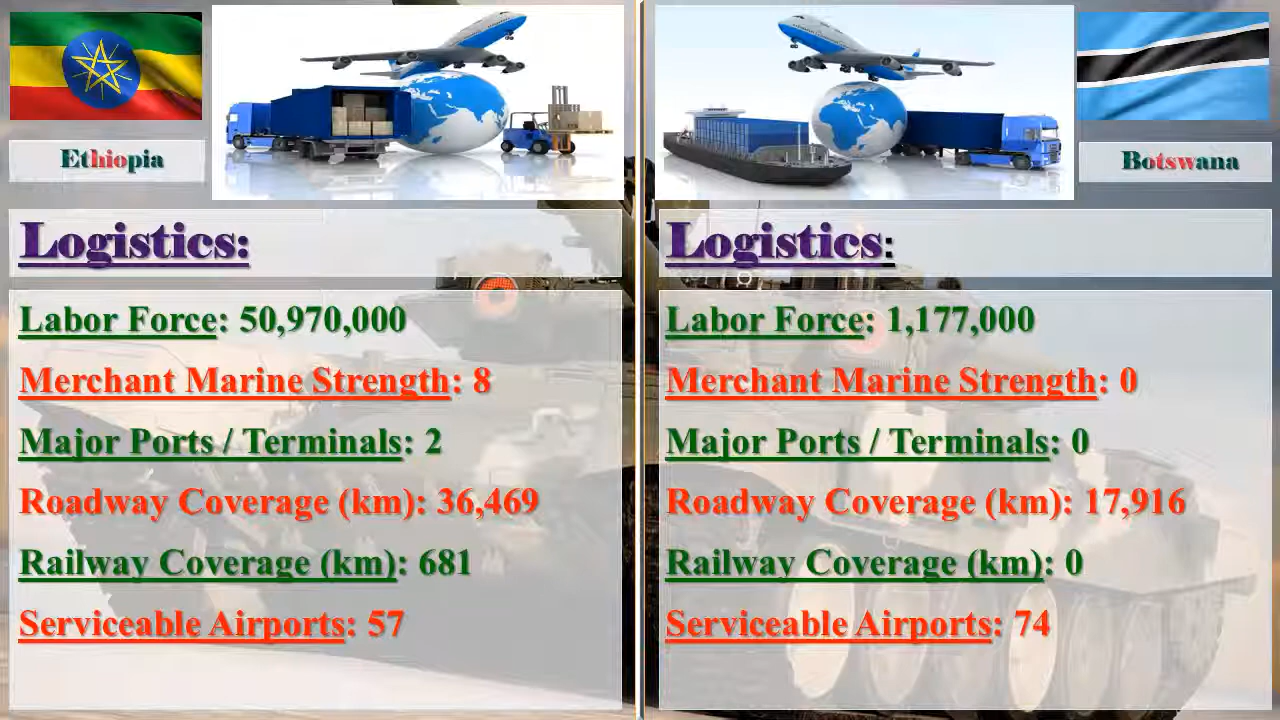 Ethiopia
Logistics:
Labor Force: 50,970,000
Merchant Marine Strength: 8
Major Ports / Terminals: 2
Roadway Coverage (km): 36,469
Railway Coverage (km): 681
Serviceable Airports: 57
Botswana
Logistics:
Labor Force: 1,177,000
Merchant Marine Strength: 0
Major Ports / Terminals: 0
Roadway Coverage (km): 17,916
Railway Coverage (km): 0
Serviceable Airports: 74